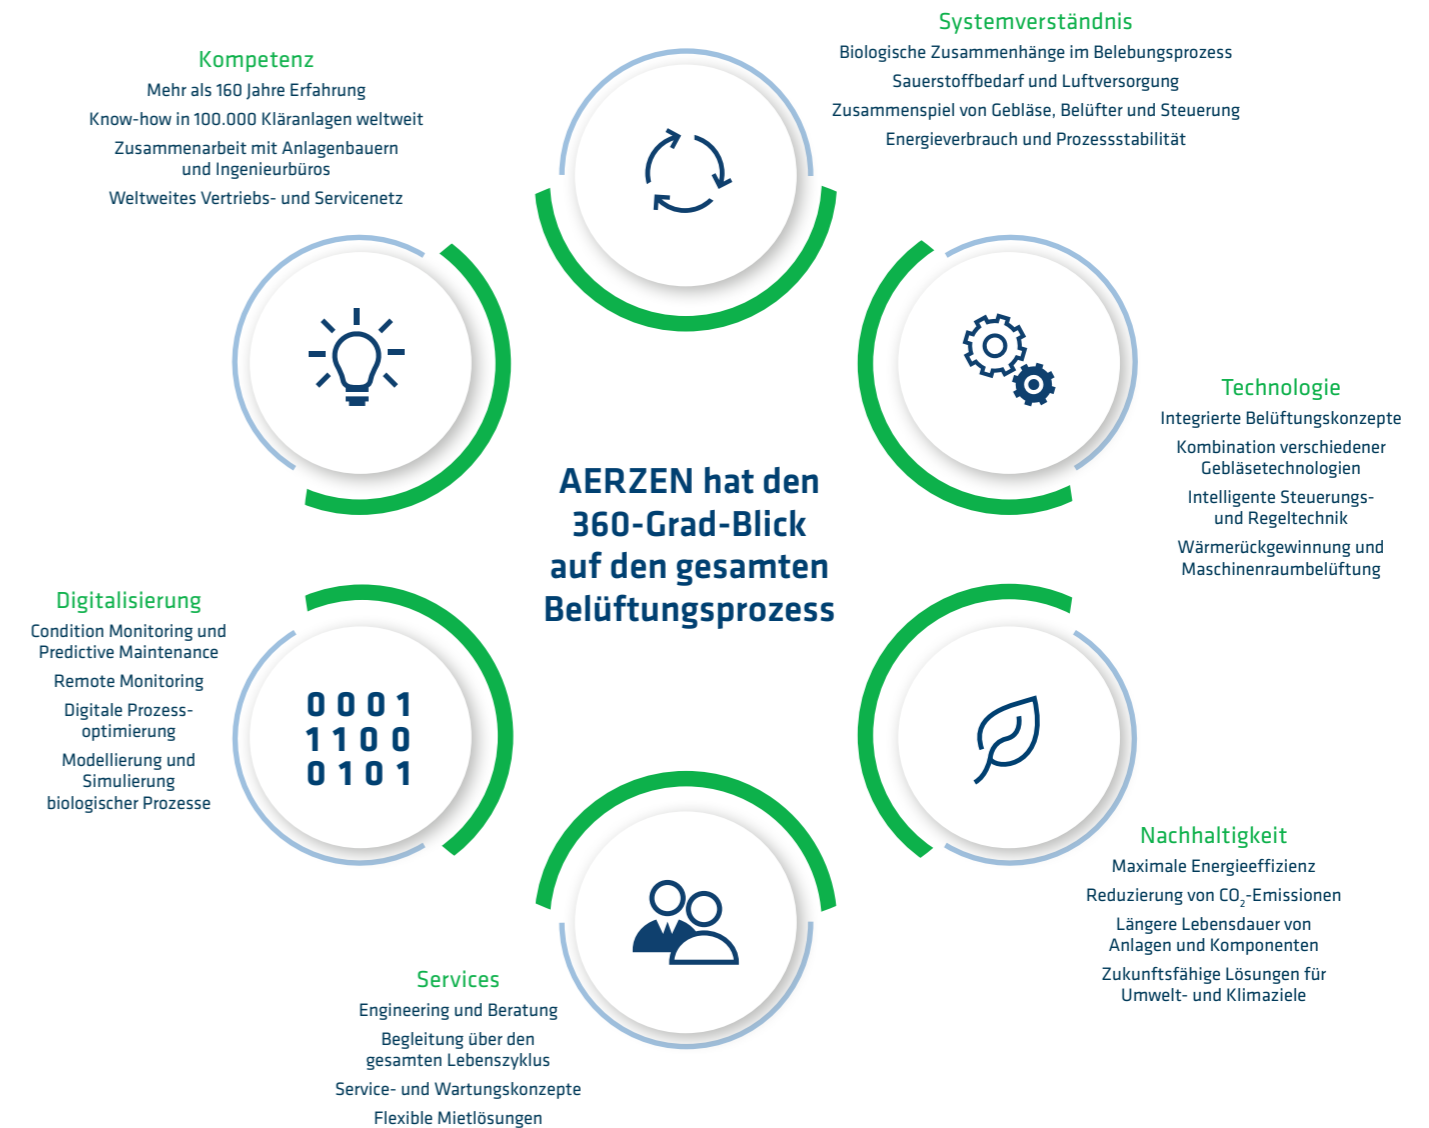 Systemverständnis
Biologische Zusammenhänge im Belebungsprozess
Sauerstoffbedarf und Luftversorgung
Zusammenspiel von Gebläse, Belüfter und Steuerung
Energieverbrauch und Prozessstabilität
Kompetenz
Mehr als 160 Jahre Erfahrung
Know-how in 100.000 Kläranlagen weltweit
Zusammenarbeit mit Anlagenbauern
und Ingenieurbüros
Weltweites Vertriebs- und Servicenetz
Technologie
Integrierte Belüftungskonzepte
Kombination verschiedener
Gebläsetechnologien
Intelligente Steuerungs-
und Regeltechnik
Wärmerückgewinnung und
Maschinenraumbelüftung
AERZEN hat den
360-Grad-Blick
auf den gesamten
Belüftungsprozess
Digitalisierung
Condition Monitoring und
Predictive Maintenance
Remote Monitoring
Digitale Prozess-
optimierung
Modellierung und
Simulierung
biologischer Prozesse
0 0 0 1
1 1 0 0
0 1 0 1
Nachhaltigkeit
Maximale Energieeffizienz
Reduzierung von CO₂-Emissionen
Längere Lebensdauer von
Anlagen und Komponenten
Zukunftsfähige Lösungen für
Umwelt- und Klimaziele
Services
Engineering und Beratung
Begleitung über den
gesamten Lebenszyklus
Service- und Wartungskonzepte
Flexible Mietlösungen